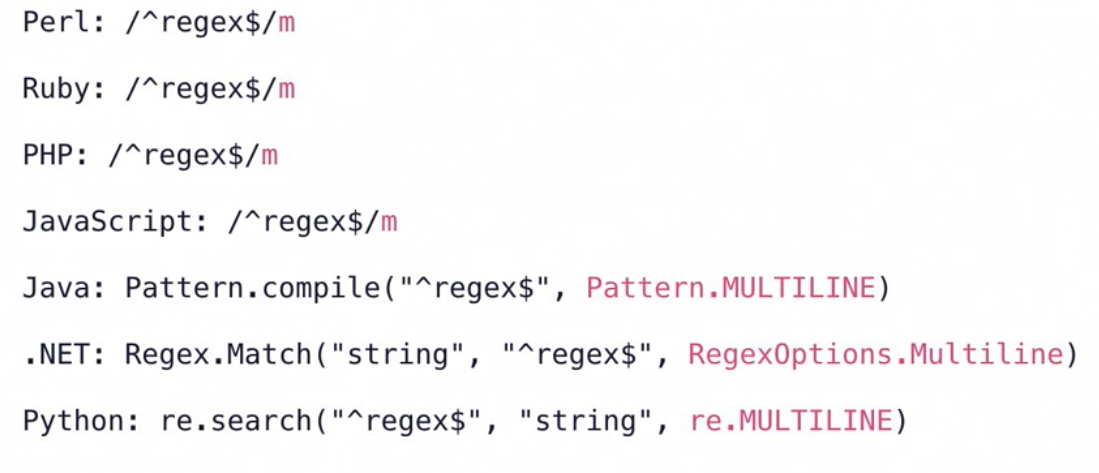 Perl: /^regex$/m
Ruby: /^regex$/m
PHP: /^regex$/m
JavaScript: /^regex$/m
Java: Pattern.compile("^regex$", Pattern.MULTILINE)
.NET: Regex.Match("string", "^regex$", RegexOptions.Multiline)
Python: re.search("^regex$", "string", re.MULTILINE)